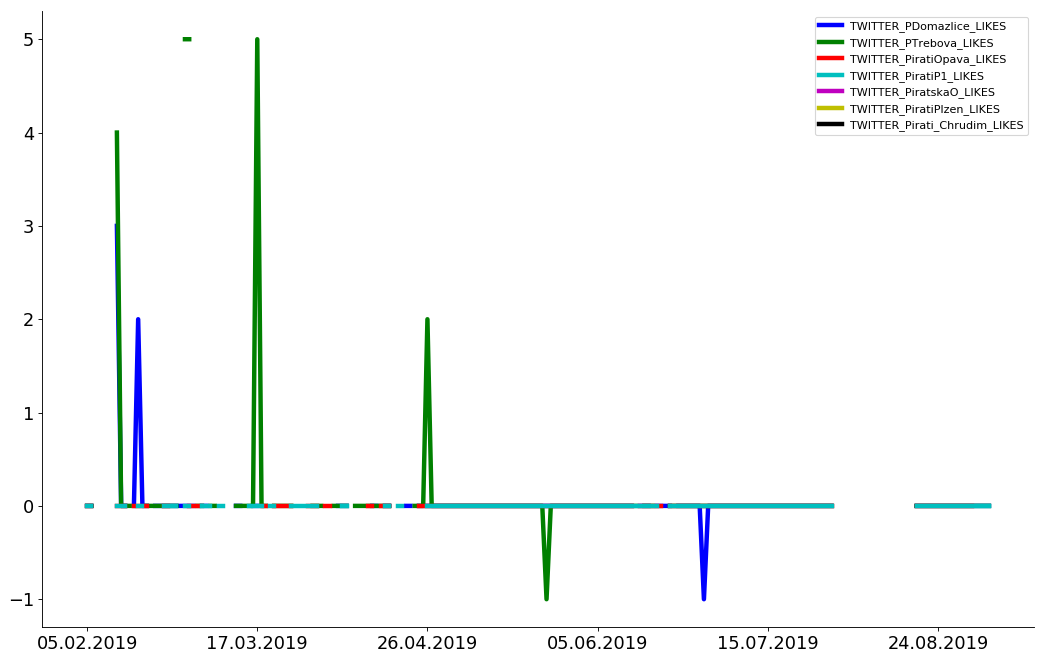 TWITTER_PDomazlice_LIKES
TWITTER_PTrebova_LIKES
TWITTER_PiratiOpava_LIKES
TWITTER_PiratiP1_LIKES
TWITTER_PiratskaO_LIKES
TWITTER_PiratiPlzen_LIKES
TWITTER_Pirati_Chrudim_LIKES
5
4
3
2
1
0
−1
05.02.2019 17.03.2019 26.04.2019 05.06.2019 15.07.2019 24.08.2019